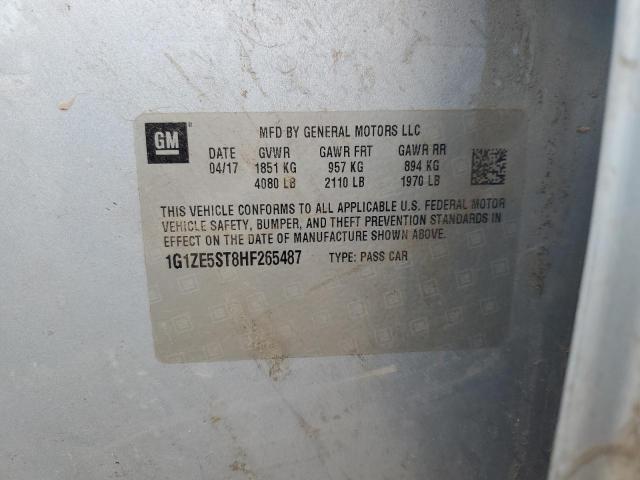 GM
MFD BY GENERAL MOTORS LLC
DATE GVWR GAWR FRT GAWR RR
04/17 1851 KG 957 KG 894 KG
4080 LB 2110 LB 1970 LB
THIS VEHICLE CONFORMS TO ALL APPLICABLE U.S. FEDERAL MOTOR
VEHICLE SAFETY, BUMPER, AND THEFT PREVENTION STANDARDS IN
EFFECT ON THE DATE OF MANUFACTURE SHOWN ABOVE.
1G1ZE5ST8HF265487 TYPE: PASS CAR